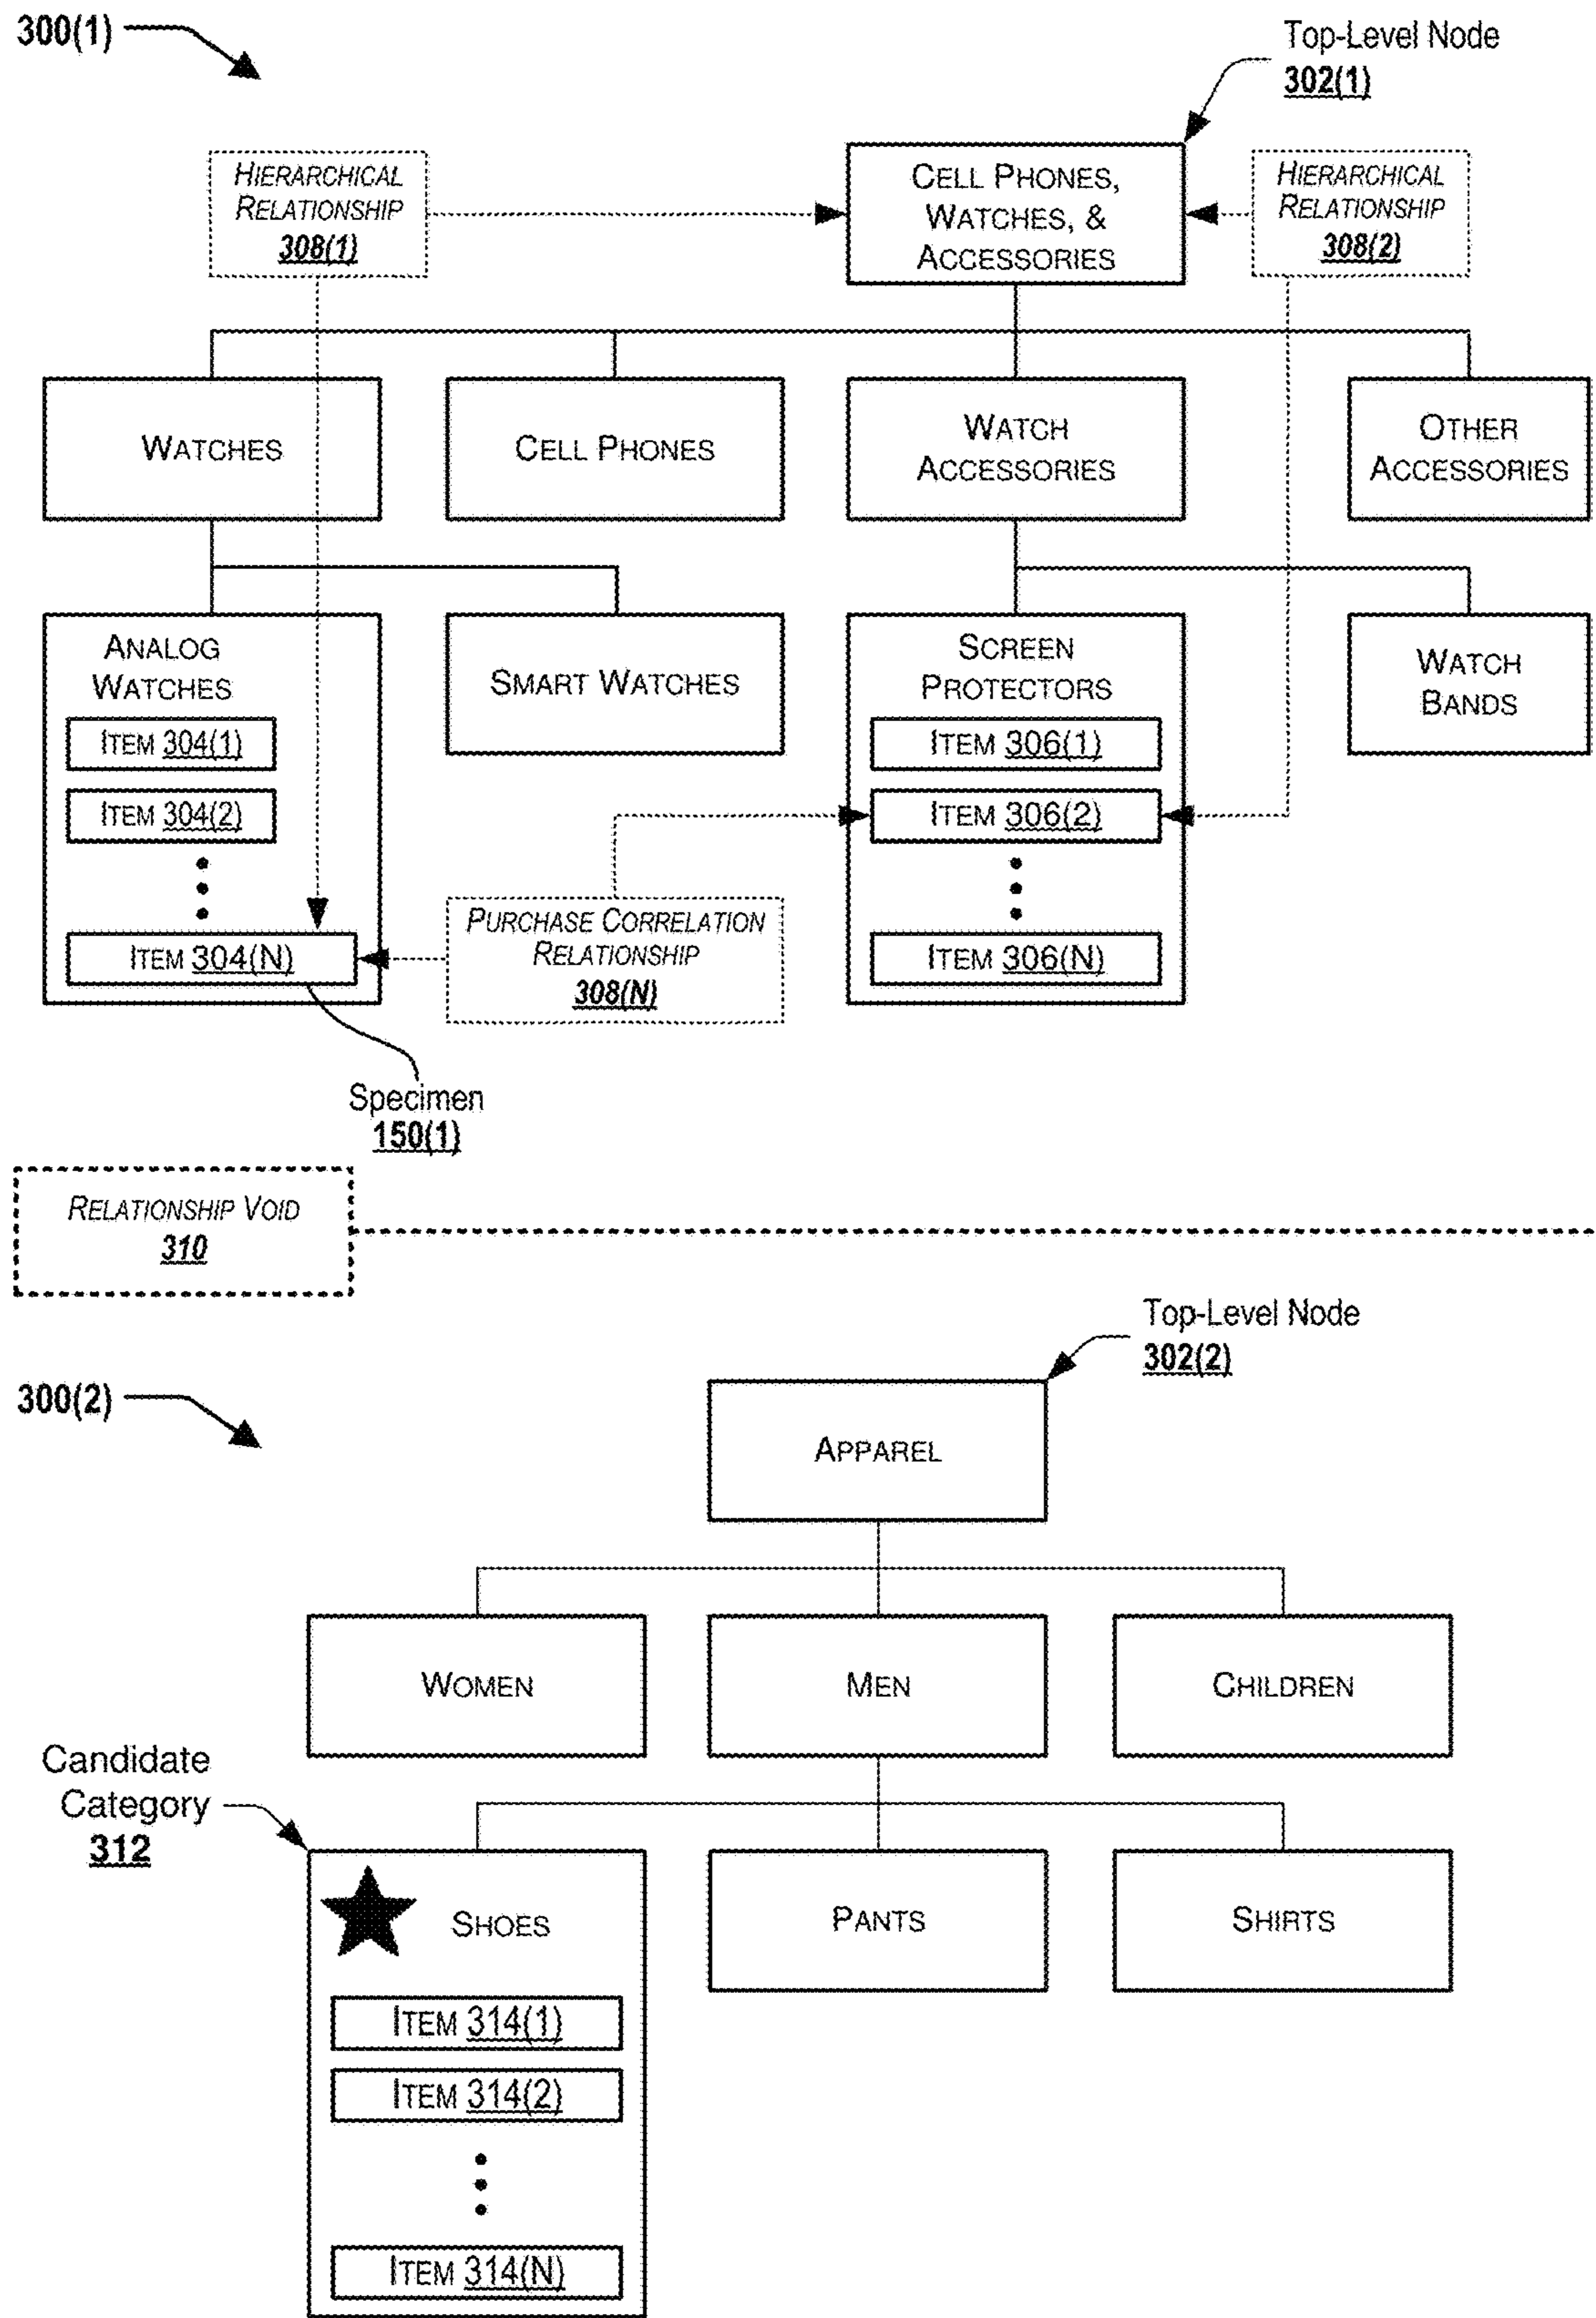 300(1)
Top-Level Node
302(1)
HIERARCHICAL
RELATIONSHIP
308(1)
CELL PHONES,
WATCHES, &
ACCESSORIES
HIERARCHICAL
RELATIONSHIP
308(2)
WATCHES
CELL PHONES
WATCH
ACCESSORIES
OTHER
ACCESSORIES
ANALOG
WATCHES
ITEM 304(1)
ITEM 304(2)
ITEM 304(N)
SMART WATCHES
SCREEN
PROTECTORS
ITEM 306(1)
ITEM 306(2)
ITEM 306(N)
WATCH
BANDS
PURCHASE CORRELATION
RELATIONSHIP
308(N)
Specimen
150(1)
RELATIONSHIP VOID
310
Top-Level Node
302(2)
300(2)
APPAREL
WOMEN
MEN
CHILDREN
Candidate
Category
312
SHOES
ITEM 314(1)
ITEM 314(2)
ITEM 314(N)
PANTS
SHIRTS